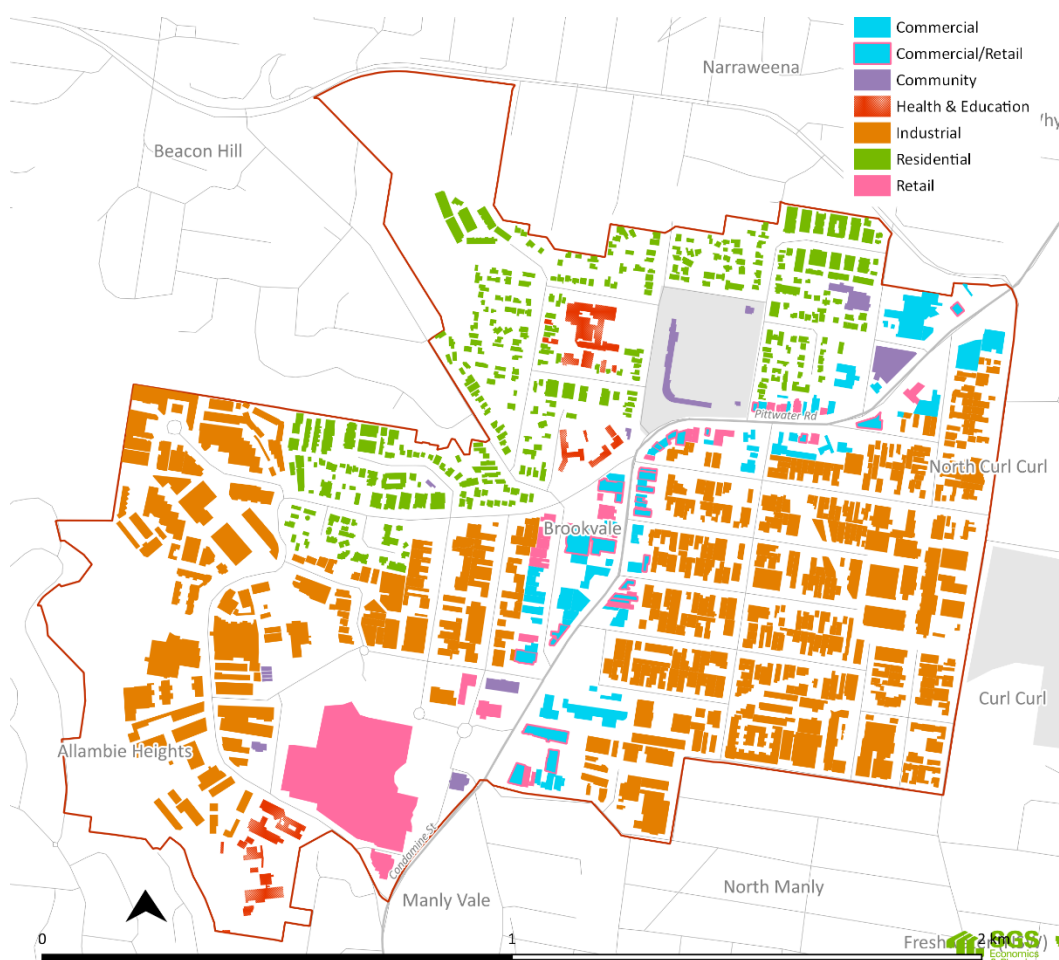 Commercial
Commercial/Retail
Community
Health & Education
Industrial
Residential
Retail
Narraweena
Beacon Hill
Pittwater Rd
North Curl Curl
Brookvale
Curl Curl
Allambie Heights
Condamine St
Manly Vale
North Manly
0
1
2 km
SGS
Economics